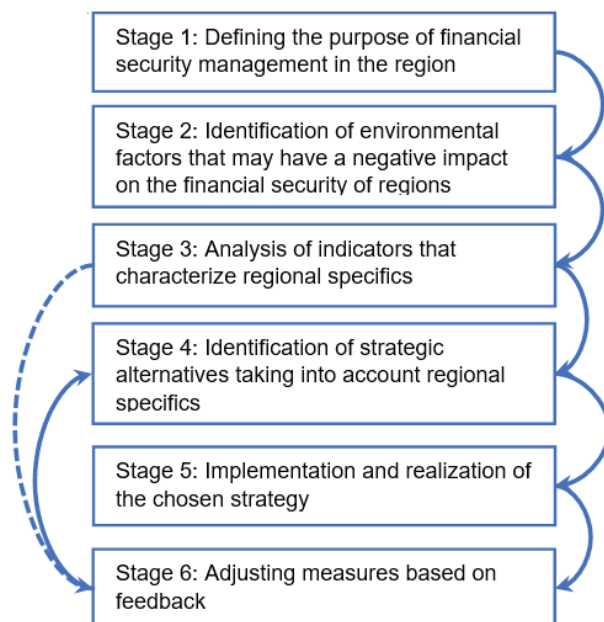 Stage 1: Defining the purpose of financial
security management in the region
Stage 2: Identification of environmental
factors that may have a negative impact
on the financial security of regions
Stage 3: Analysis of indicators that
characterize regional specifics
Stage 4: Identification of strategic
alternatives taking into account regional
specifics
Stage 5: Implementation and realization of
the chosen strategy
Stage 6: Adjusting measures based on
feedback